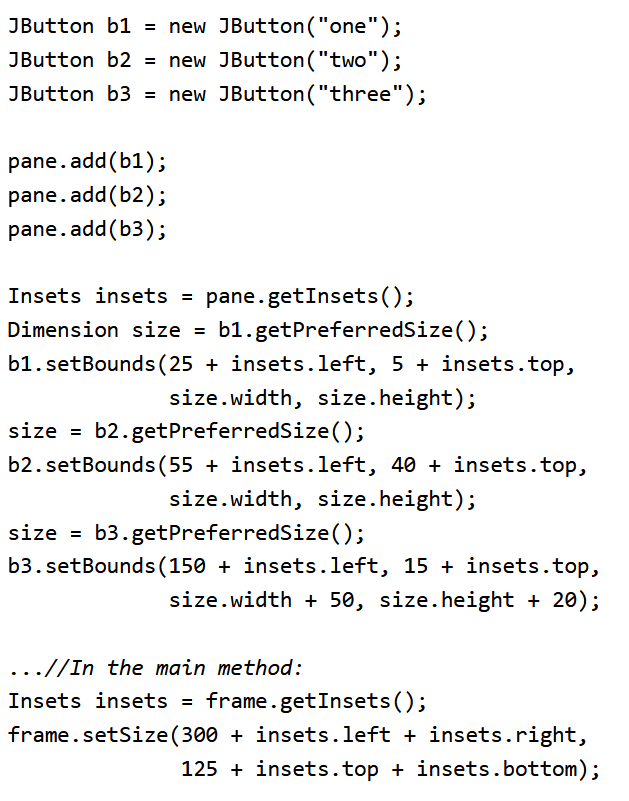 JButton b1 = new JButton("one");
JButton b2 = new JButton("two");
JButton b3 = new JButton("three");

pane.add(b1);
pane.add(b2);
pane.add(b3);

Insets insets = pane.getInsets();
Dimension size = b1.getPreferredSize();
b1.setBounds(25 + insets.left, 5 + insets.top,
             size.width, size.height);
size = b2.getPreferredSize();
b2.setBounds(55 + insets.left, 40 + insets.top,
             size.width, size.height);
size = b3.getPreferredSize();
b3.setBounds(150 + insets.left, 15 + insets.top,
             size.width + 50, size.height + 20);

...//In the main method:
Insets insets = frame.getInsets();
frame.setSize(300 + insets.left + insets.right,
              125 + insets.top + insets.bottom);